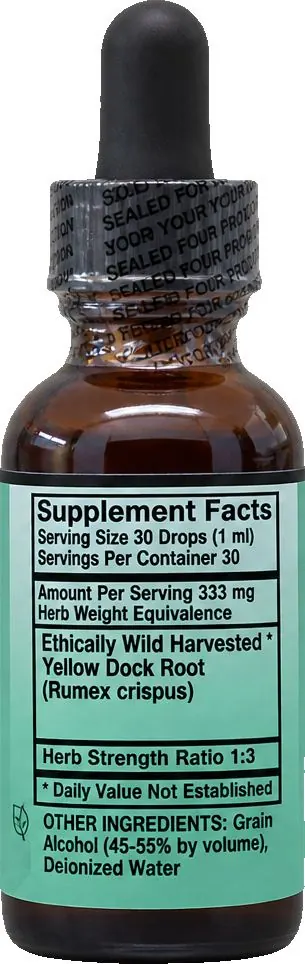 SEALED FOR
SEALED FOUR
Supplement Facts
Serving Size 30 Drops (1 ml)
Servings Per Container 30
Amount Per Serving 333 mg
Herb Weight Equivalence
Ethically Wild Harvested *
Yellow Dock Root
(Rumex crispus)
Herb Strength Ratio 1:3
* Daily Value Not Established
OTHER INGREDIENTS: Grain
Alcohol (45-55% by volume),
Deionized Water